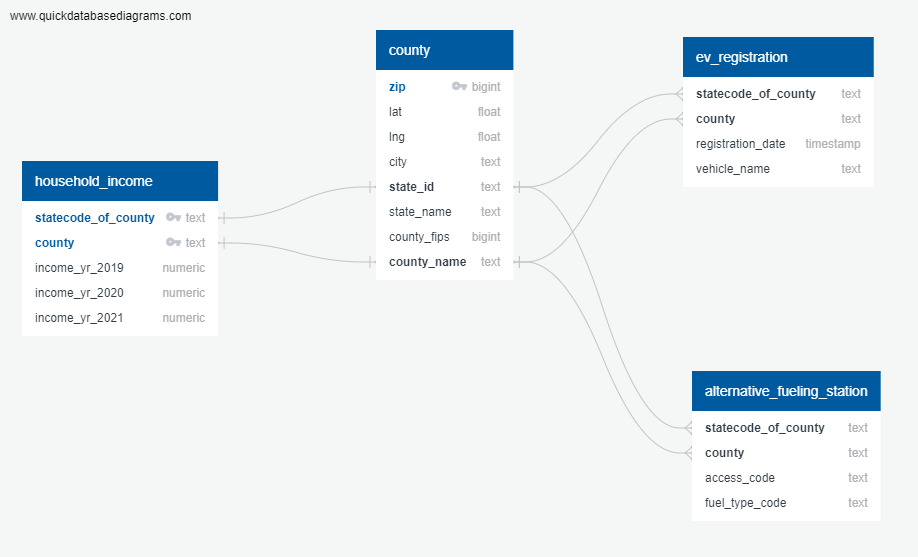 www.quickdatabasediagrams.com
county
zip bigint
lat float
lng float
city text
state_id text
state_name text
county_fips bigint
county_name text
ev_registration
statecode_of_county text
county text
registration_date timestamp
vehicle_name text
household_income
statecode_of_county text
county text
income_yr_2019 numeric
income_yr_2020 numeric
income_yr_2021 numeric
alternative_fueling_station
statecode_of_county text
county text
access_code text
fuel_type_code text